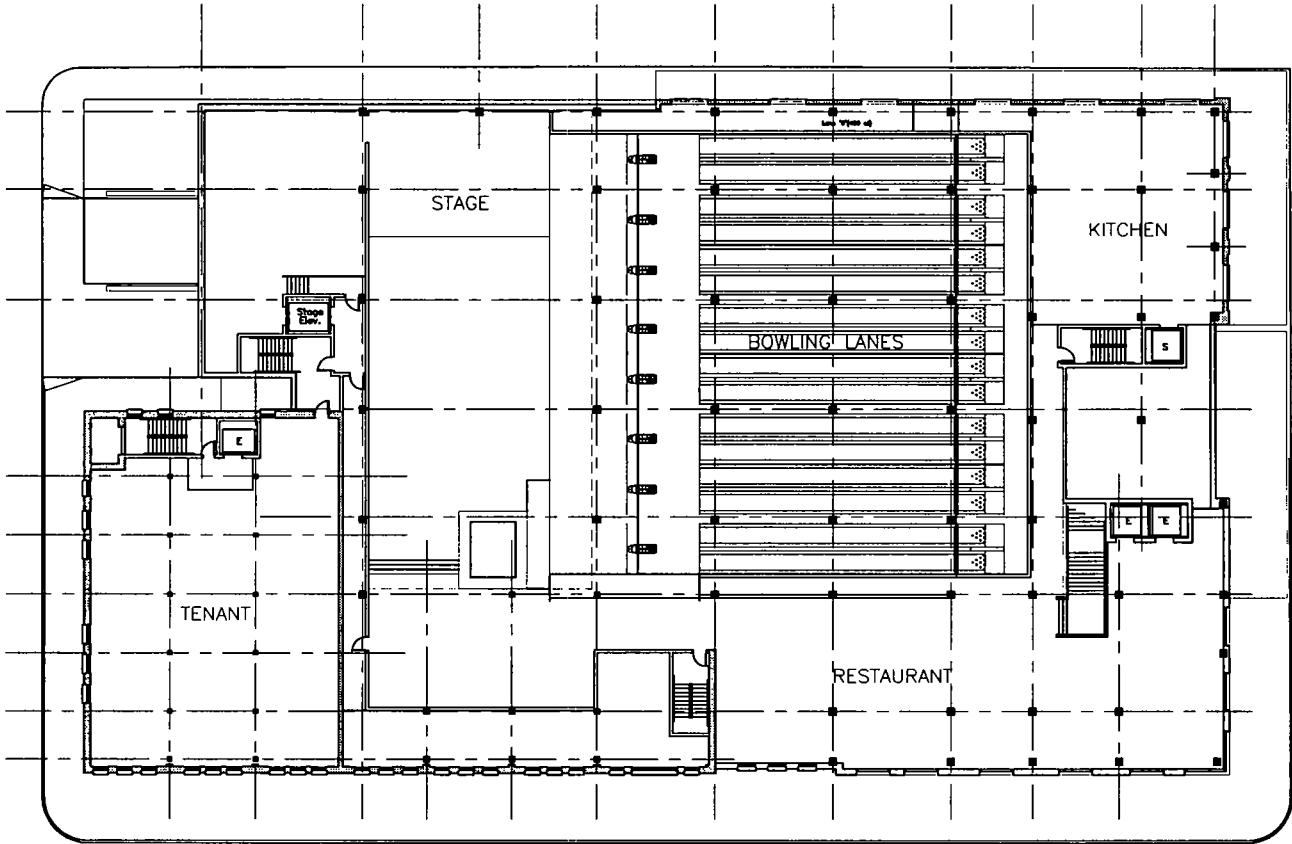 STAGE
KITCHEN
Stage
Elev.
BOWLING LANES
S
E
E
E
TENANT
RESTAURANT